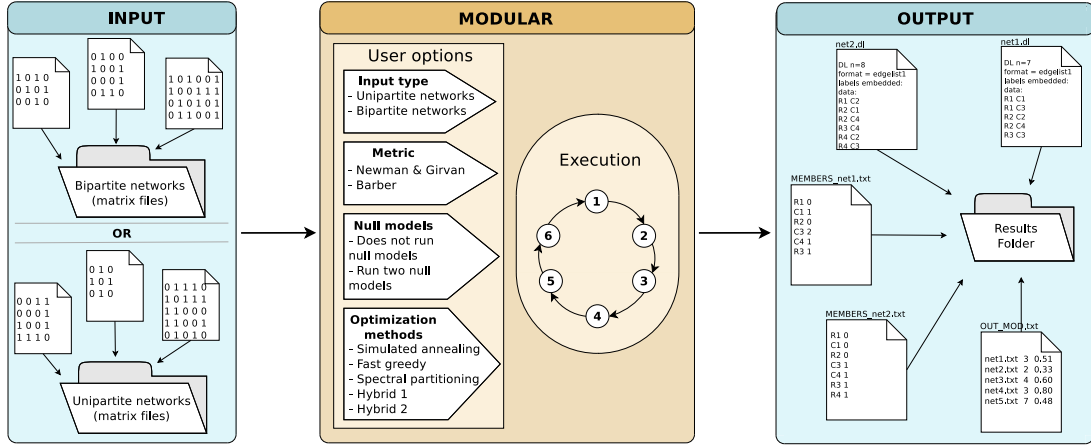 INPUT
1 0 1 0
0 1 0 1
0 0 1 0
0 1 0 0
1 0 0 1
0 0 0 1
0 1 1 0
1 0 1 0 0 1
1 0 0 1 1 1
0 1 0 1 0 1
0 1 1 0 0 1
Bipartite networks
(matrix files)
OR
0 0 1 1
0 0 0 1
1 0 0 1
1 1 1 0
0 1 0
1 0 1
0 1 0
0 1 1 1 0
1 0 1 1 1
1 1 0 0 1
0 1 0 1 0
Unipartite networks
(matrix files)
MODULAR
User options
Input type
- Unipartite networks
- Bipartite networks
Metric
- Newman & Girvan
- Barber
Null models
- Does not run
null models
- Run two null
models
Optimization
methods
- Simulated annealing
- Fast greedy
- Spectral partitioning
- Hybrid 1
- Hybrid 2
Execution
1
2
3
4
5
6
OUTPUT
net2.dl
DL n=8
format = edgelist1
labels embedded:
data:
R1 C2
R2 C1
R2 C4
R3 C4
R4 C2
R4 C3
net1.dl
DL n=7
format = edgelist1
labels embedded:
data:
R1 C1
R1 C3
R2 C2
R2 C4
R3 C3
MEMBERS_net1.txt
R1 0
C1 1
R2 0
C3 2
C4 1
R3 1
Results
Folder
MEMBERS_net2.txt
R1 0
C1 0
R2 0
C3 1
C4 1
R3 1
R4 1
OUT_MOD.txt
net1.txt 3 0.51
net2.txt 2 0.33
net3.txt 4 0.60
net4.txt 3 0.80
net5.txt 7 0.48